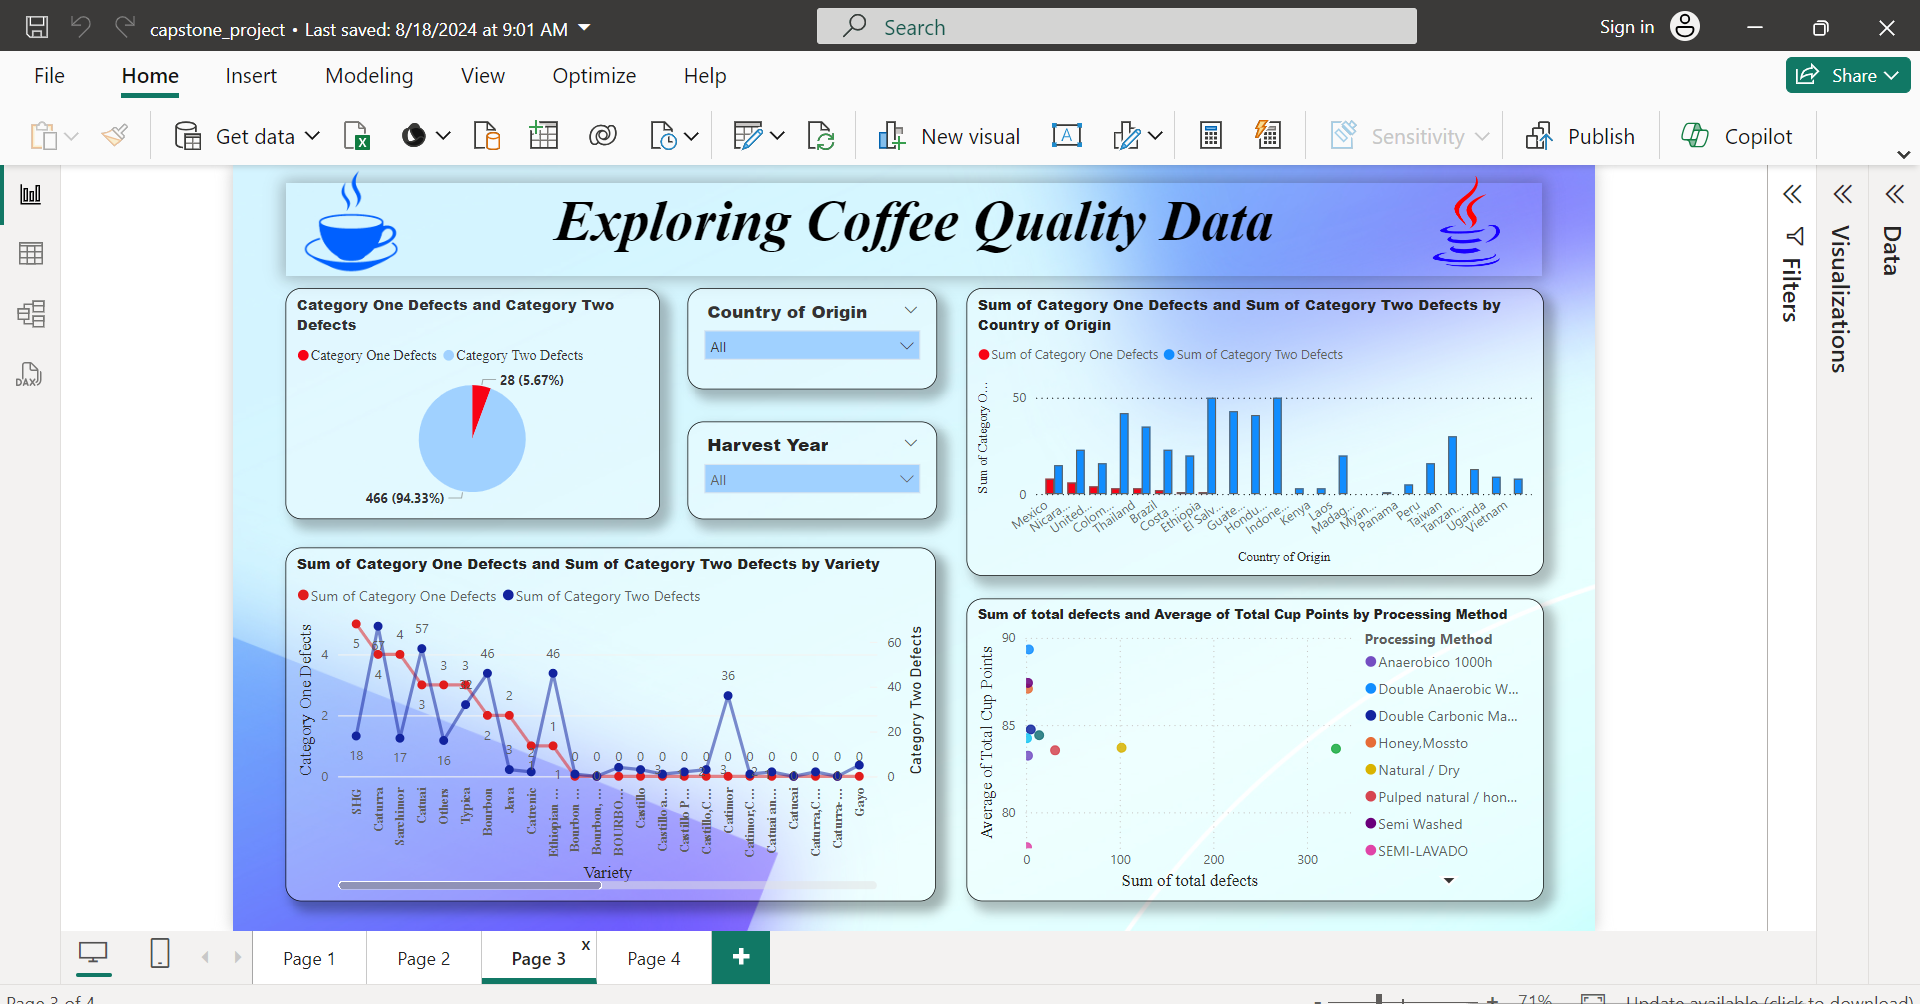 capstone_project • Last saved: 8/18/2024 at 9:01 AM
Search
Sign in
File Home Insert Modeling View Optimize Help
Share
Get data
New visual
Sensitivity
Publish
Copilot
DAX
Exploring Coffee Quality Data
Category One Defects and Category Two
Defects
Category One Defects Category Two Defects
28 (5.67%)
466 (94.33%)
Country of Origin
All
Harvest Year
All
Sum of Category One Defects and Sum of Category Two Defects by
Country of Origin
Sum of Category One Defects Sum of Category Two Defects
Sum of Category O...
50
0
Mexico Nicara... United... Colom... Thailand Brazil Costa ... Ethiopia El Salv... Guate... Hondu... Indone... Kenya Laos Madag... Myan... Panama Peru Taiwan Tanzan... Uganda Vietnam
Country of Origin
Sum of Category One Defects and Sum of Category Two Defects by Variety
Sum of Category One Defects Sum of Category Two Defects
Category One Defects
4
2
0
5 4 57 3 3 46 46 36
4 3 2 1
18 17 16 2 3 1
0 0 0 0 0 0 0 0 0 0 0 0 0 0
60
40
20
0
Category Two Defects
SHG Caturra Sarchimor Catuai Others Typica Bourbon Java Catrenic Ethiopian ... Bourbon ... Bourbon, ... BOURBO... Castillo Castillo a... Castillo P... Castillo,C... Catimor Catimor,C... Catuai an... Catucai Caturra,C... Caturra-... Gayo
Variety
Sum of total defects and Average of Total Cup Points by Processing Method
Average of Total Cup Points
90
85
80
0 100 200 300
Sum of total defects
Processing Method
Anaerobico 1000h
Double Anaerobic W...
Double Carbonic Ma...
Honey,Mossto
Natural / Dry
Pulped natural / hon...
Semi Washed
SEMI-LAVADO
Filters
Visualizations
Data
Page 1 Page 2 Page 3 x Page 4
Page 3 of 4
71%
Update available (click to download)